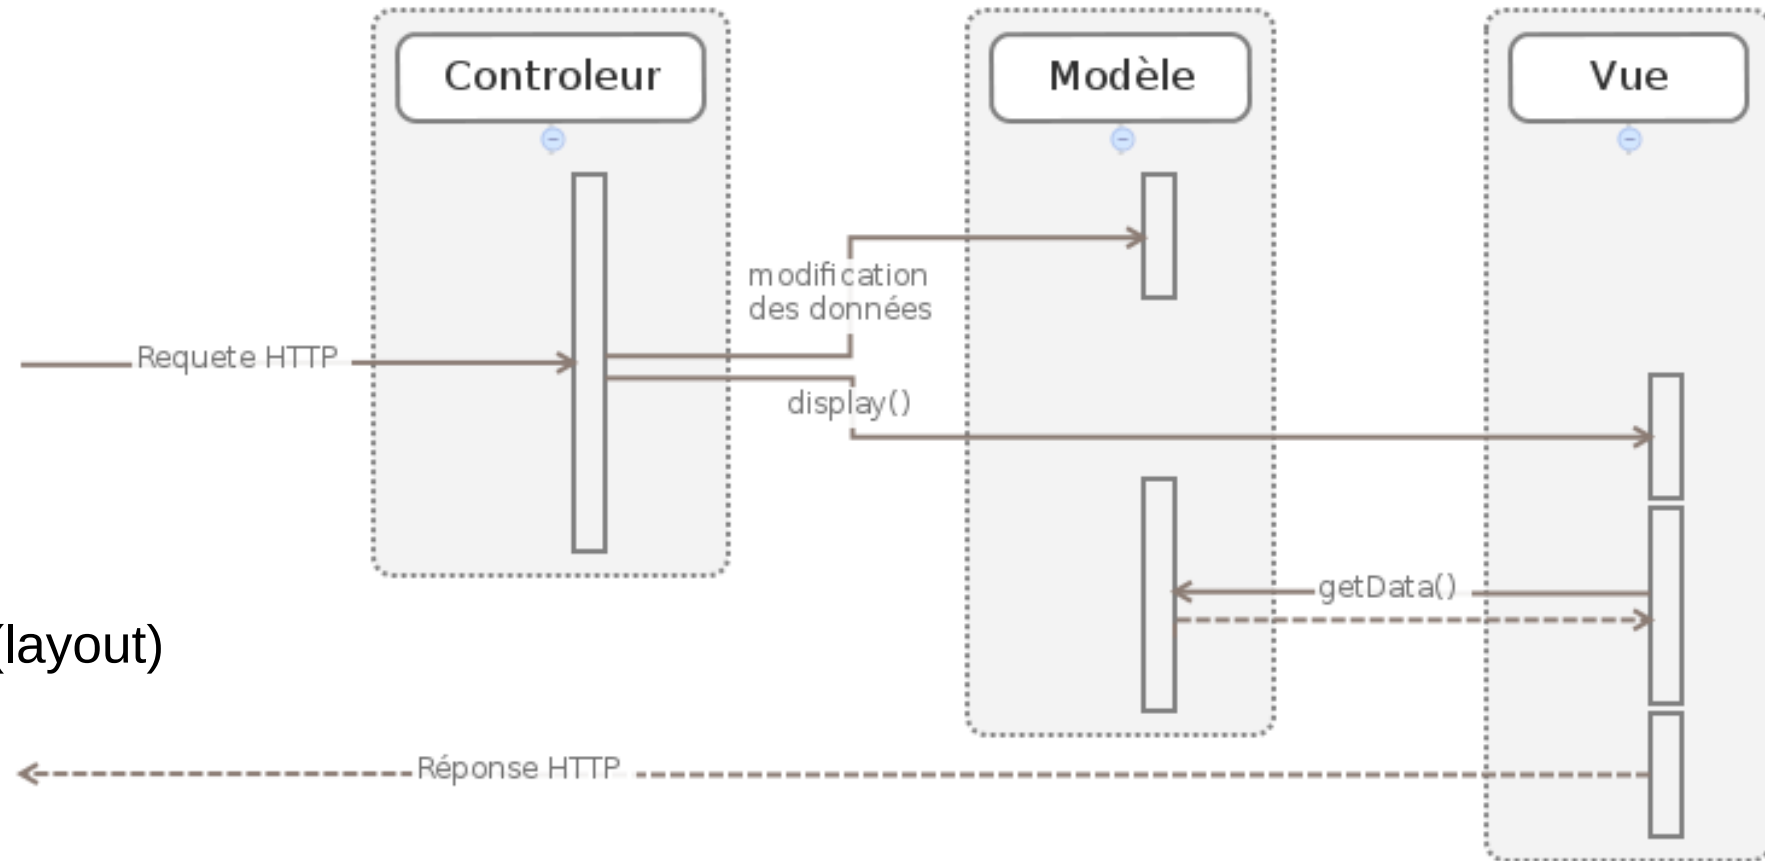 Controleur
Modèle
Vue
modification
des données
Requete HTTP
display()
getData()
(layout)
Réponse HTTP